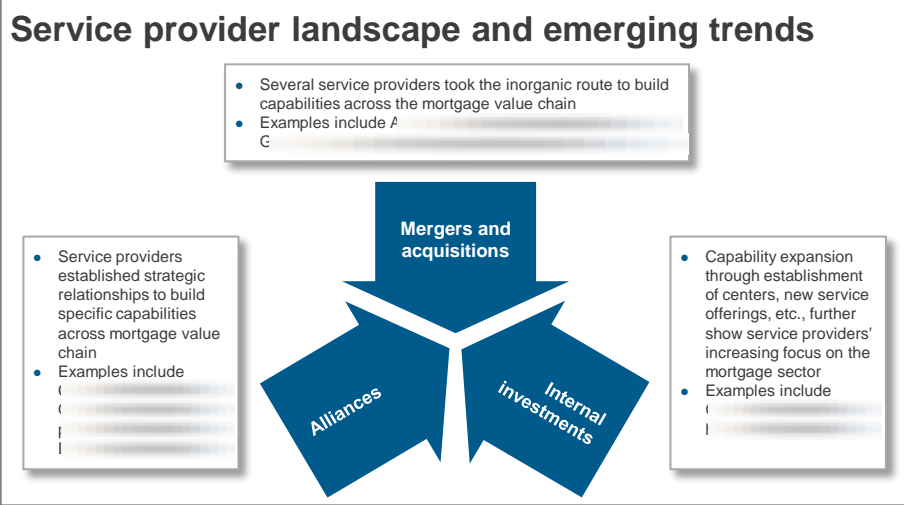 Service provider landscape and emerging trends
● Several service providers took the inorganic route to build
capabilities across the mortgage value chain
● Examples include
Mergers and
acquisitions
● Service providers
established strategic
relationships to build
specific capabilities
across mortgage value
chain
● Examples include
● Capability expansion
through establishment
of centers, new service
offerings, etc., further
show service providers'
increasing focus on the
mortgage sector
● Examples include
Alliances
Internal
investments